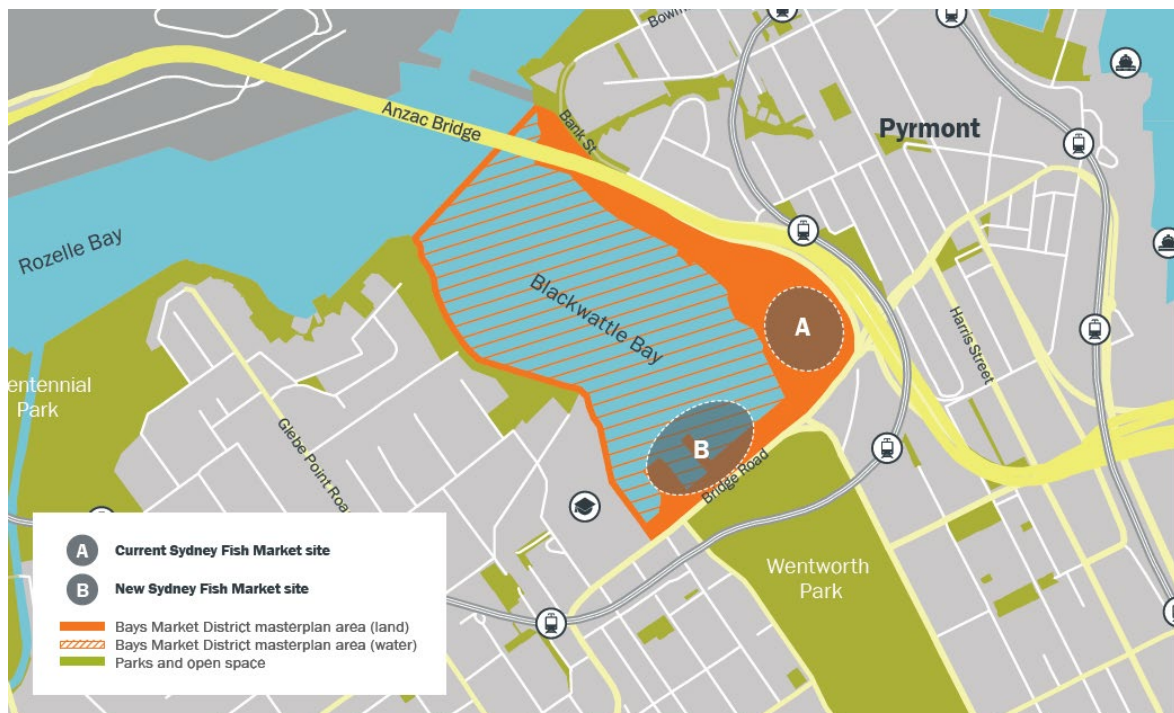 Bowm
Anzac Bridge
Bank St
Pyrmont
Rozelle Bay
Blackwattle Bay
A
Harris Street
entennial
Park
Glebe Point Roa
B
Bridge Road
Wentworth
Park
A Current Sydney Fish Market site
B New Sydney Fish Market site
Bays Market District masterplan area (land)
Bays Market District masterplan area (water)
Parks and open space